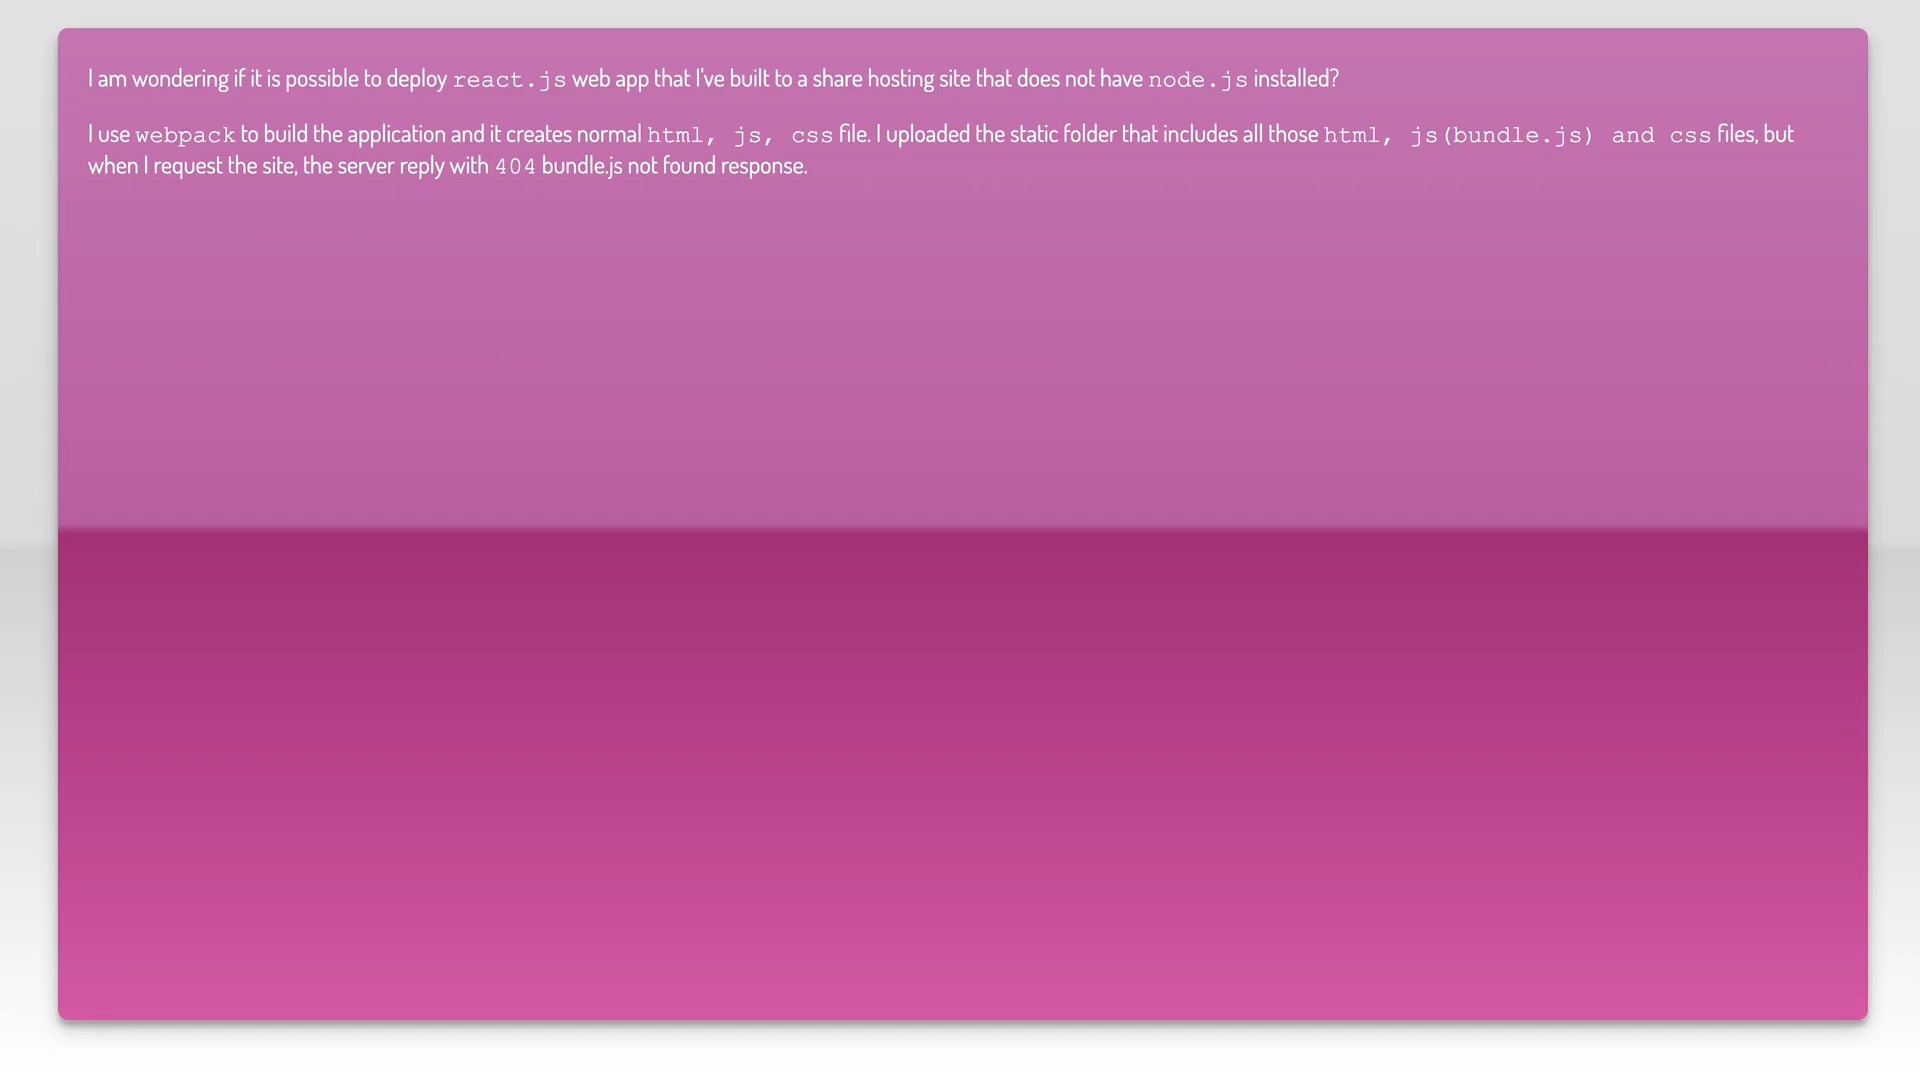 I am wondering if it is possible to deploy react.js web app that I've built to a share hosting site that does not have node.js installed?
I use webpack to build the application and it creates normal html, js, css file. I uploaded the static folder that includes all those html, js(bundle.js) and css files, but
when I request the site, the server reply with 404 bundle.js not found response.